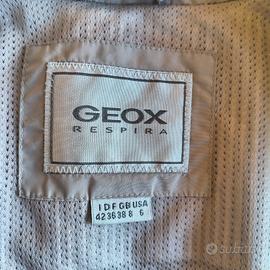 GEOX
RESPIRA
I D F GB USA
42 36 38 8 6
subito